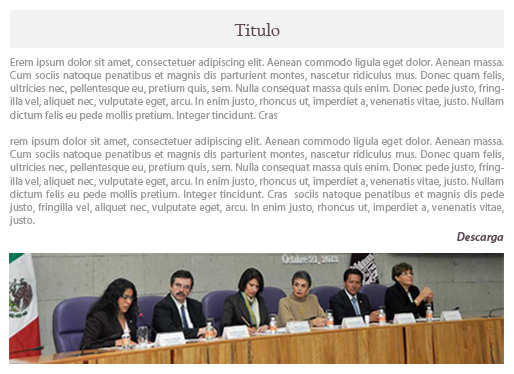 Titulo
Erem ipsum dolor sit amet, consectetuer adipiscing elit. Aenean commodo ligula eget dolor. Aenean massa.
Cum sociis natoque penatibus et magnis dis parturient montes, nascetur ridiculus mus. Donec quam felis,
ultricies nec, pellentesque eu, pretium quis, sem. Nulla consequat massa quis enim. Donec pede justo, fring-
illa vel, aliquet nec, vulputate eget, arcu. In enim justo, rhoncus ut, imperdiet a, venenatis vitae, justo. Nullam
dictum felis eu pede mollis pretium. Integer tincidunt. Cras
rem ipsum dolor sit amet, consectetuer adipiscing elit. Aenean commodo ligula eget dolor. Aenean massa.
Cum sociis natoque penatibus et magnis dis parturient montes, nascetur ridiculus mus. Donec quam felis,
ultricies nec, pellentesque eu, pretium quis, sem. Nulla consequat massa quis enim. Donec pede justo, fring-
illa vel, aliquet nec, vulputate eget, arcu. In enim justo, rhoncus ut, imperdiet a, venenatis vitae, justo. Nullam
dictum felis eu pede mollis pretium. Integer tincidunt. Cras sociis natoque penatibus et magnis dis pede
justo, fringilla vel, aliquet nec, vulputate eget, arcu. In enim justo, rhoncus ut, imperdiet a, venenatis vitae,
justo.
Descarga
Octubre 21, 2013